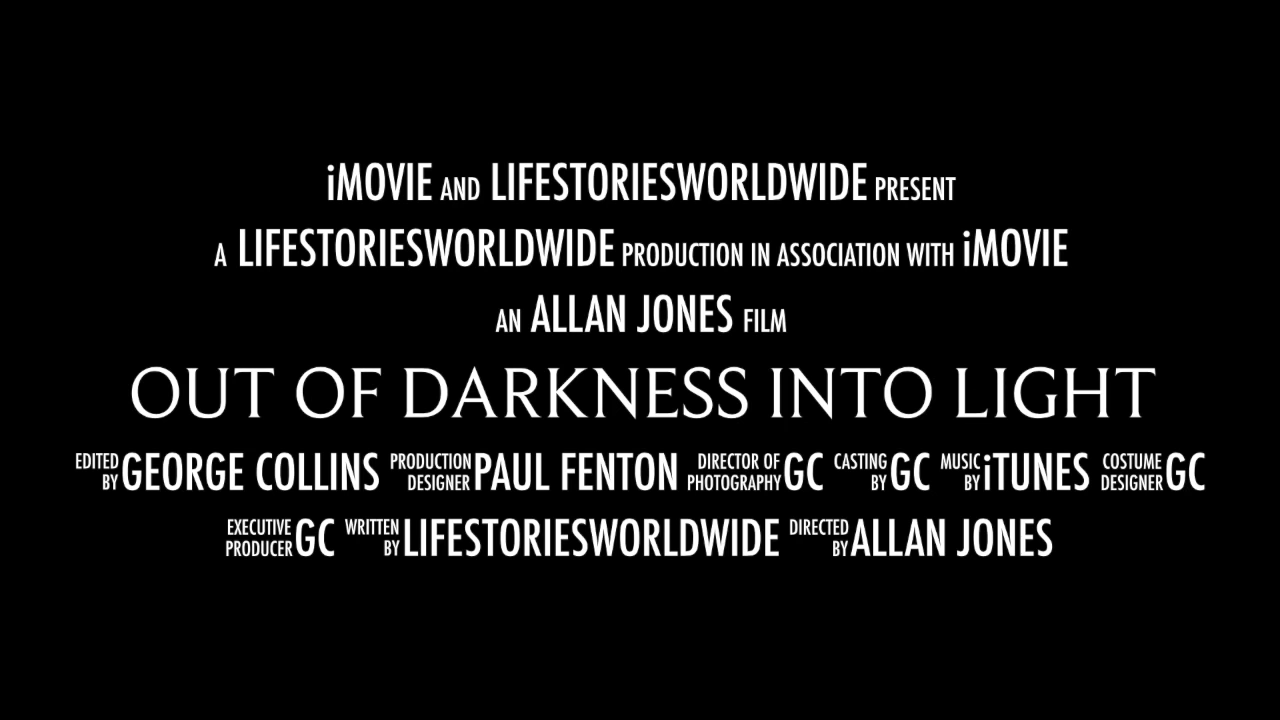 iMOVIE AND LIFESTORIESWORLDWIDE PRESENT
A LIFESTORIESWORLDWIDE PRODUCTION IN ASSOCIATION WITH iMOVIE
AN ALLAN JONES FILM
OUT OF DARKNESS INTO LIGHT
EDITED BY GEORGE COLLINS PRODUCTION DESIGNER PAUL FENTON DIRECTOR OF PHOTOGRAPHY GC CASTING BY GC MUSIC BY iTUNES COSTUME DESIGNER GC
EXECUTIVE PRODUCER GC WRITTEN BY LIFESTORIESWORLDWIDE DIRECTED BY ALLAN JONES